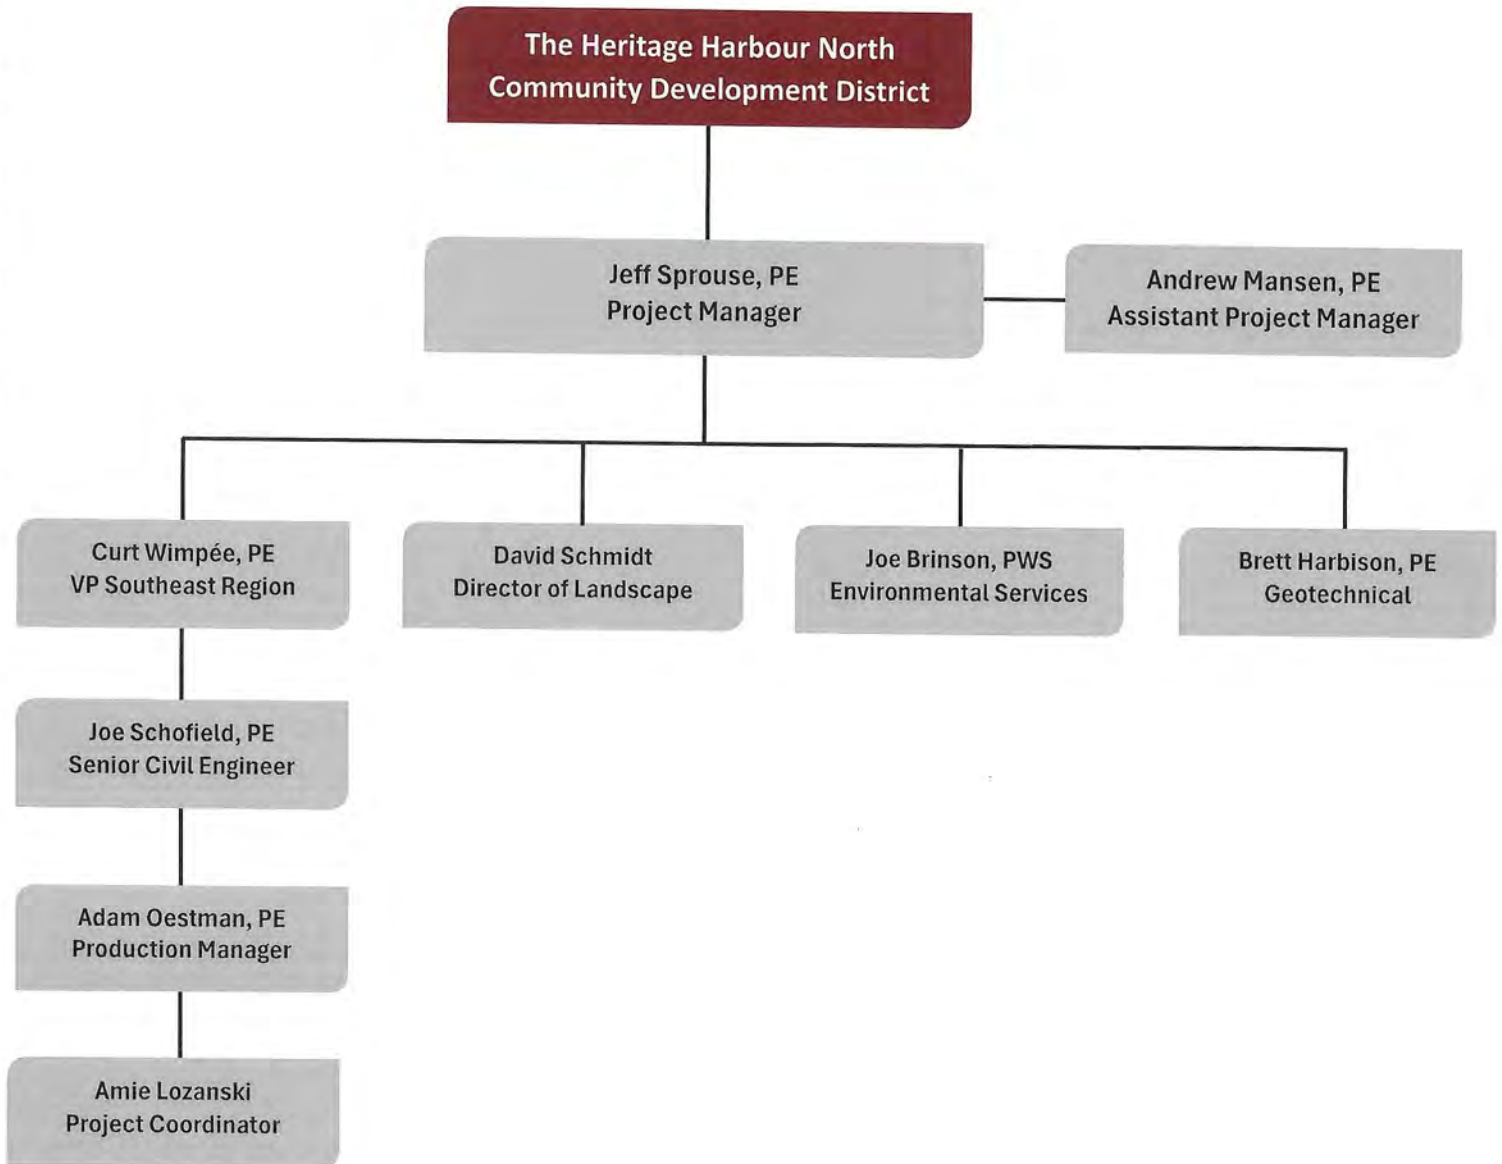 The Heritage Harbour North
Community Development District
Jeff Sprouse, PE
Project Manager
Andrew Mansen, PE
Assistant Project Manager
Curt Wimpée, PE
VP Southeast Region
David Schmidt
Director of Landscape
Joe Brinson, PWS
Environmental Services
Brett Harbison, PE
Geotechnical
Joe Schofield, PE
Senior Civil Engineer
Adam Oestman, PE
Production Manager
Amie Lozanski
Project Coordinator